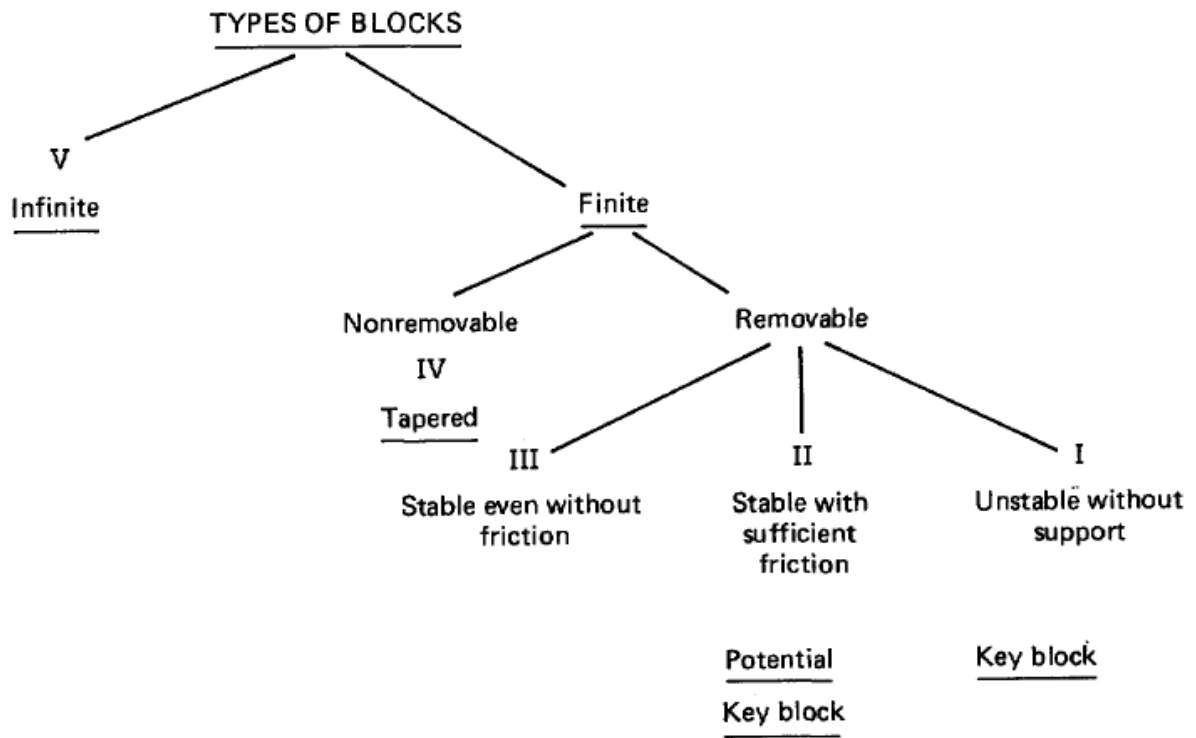 TYPES OF BLOCKS
V
Infinite
Finite
Nonremovable
IV
Tapered
Removable
III
Stable even without
friction
II
Stable with
sufficient
friction
Potential
Key block
I
Unstable without
support
Key block